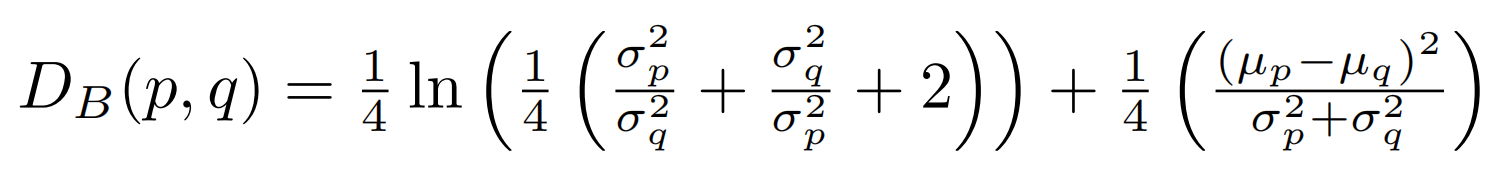 $D_B(p,q) = \frac{1}{4} \ln \left( \frac{1}{4} \left( \frac{\sigma_p^2}{\sigma_q^2} + \frac{\sigma_q^2}{\sigma_p^2} + 2 \right) \right) + \frac{1}{4} \left( \frac{(\mu_p - \mu_q)^2}{\sigma_p^2 + \sigma_q^2} \right)$